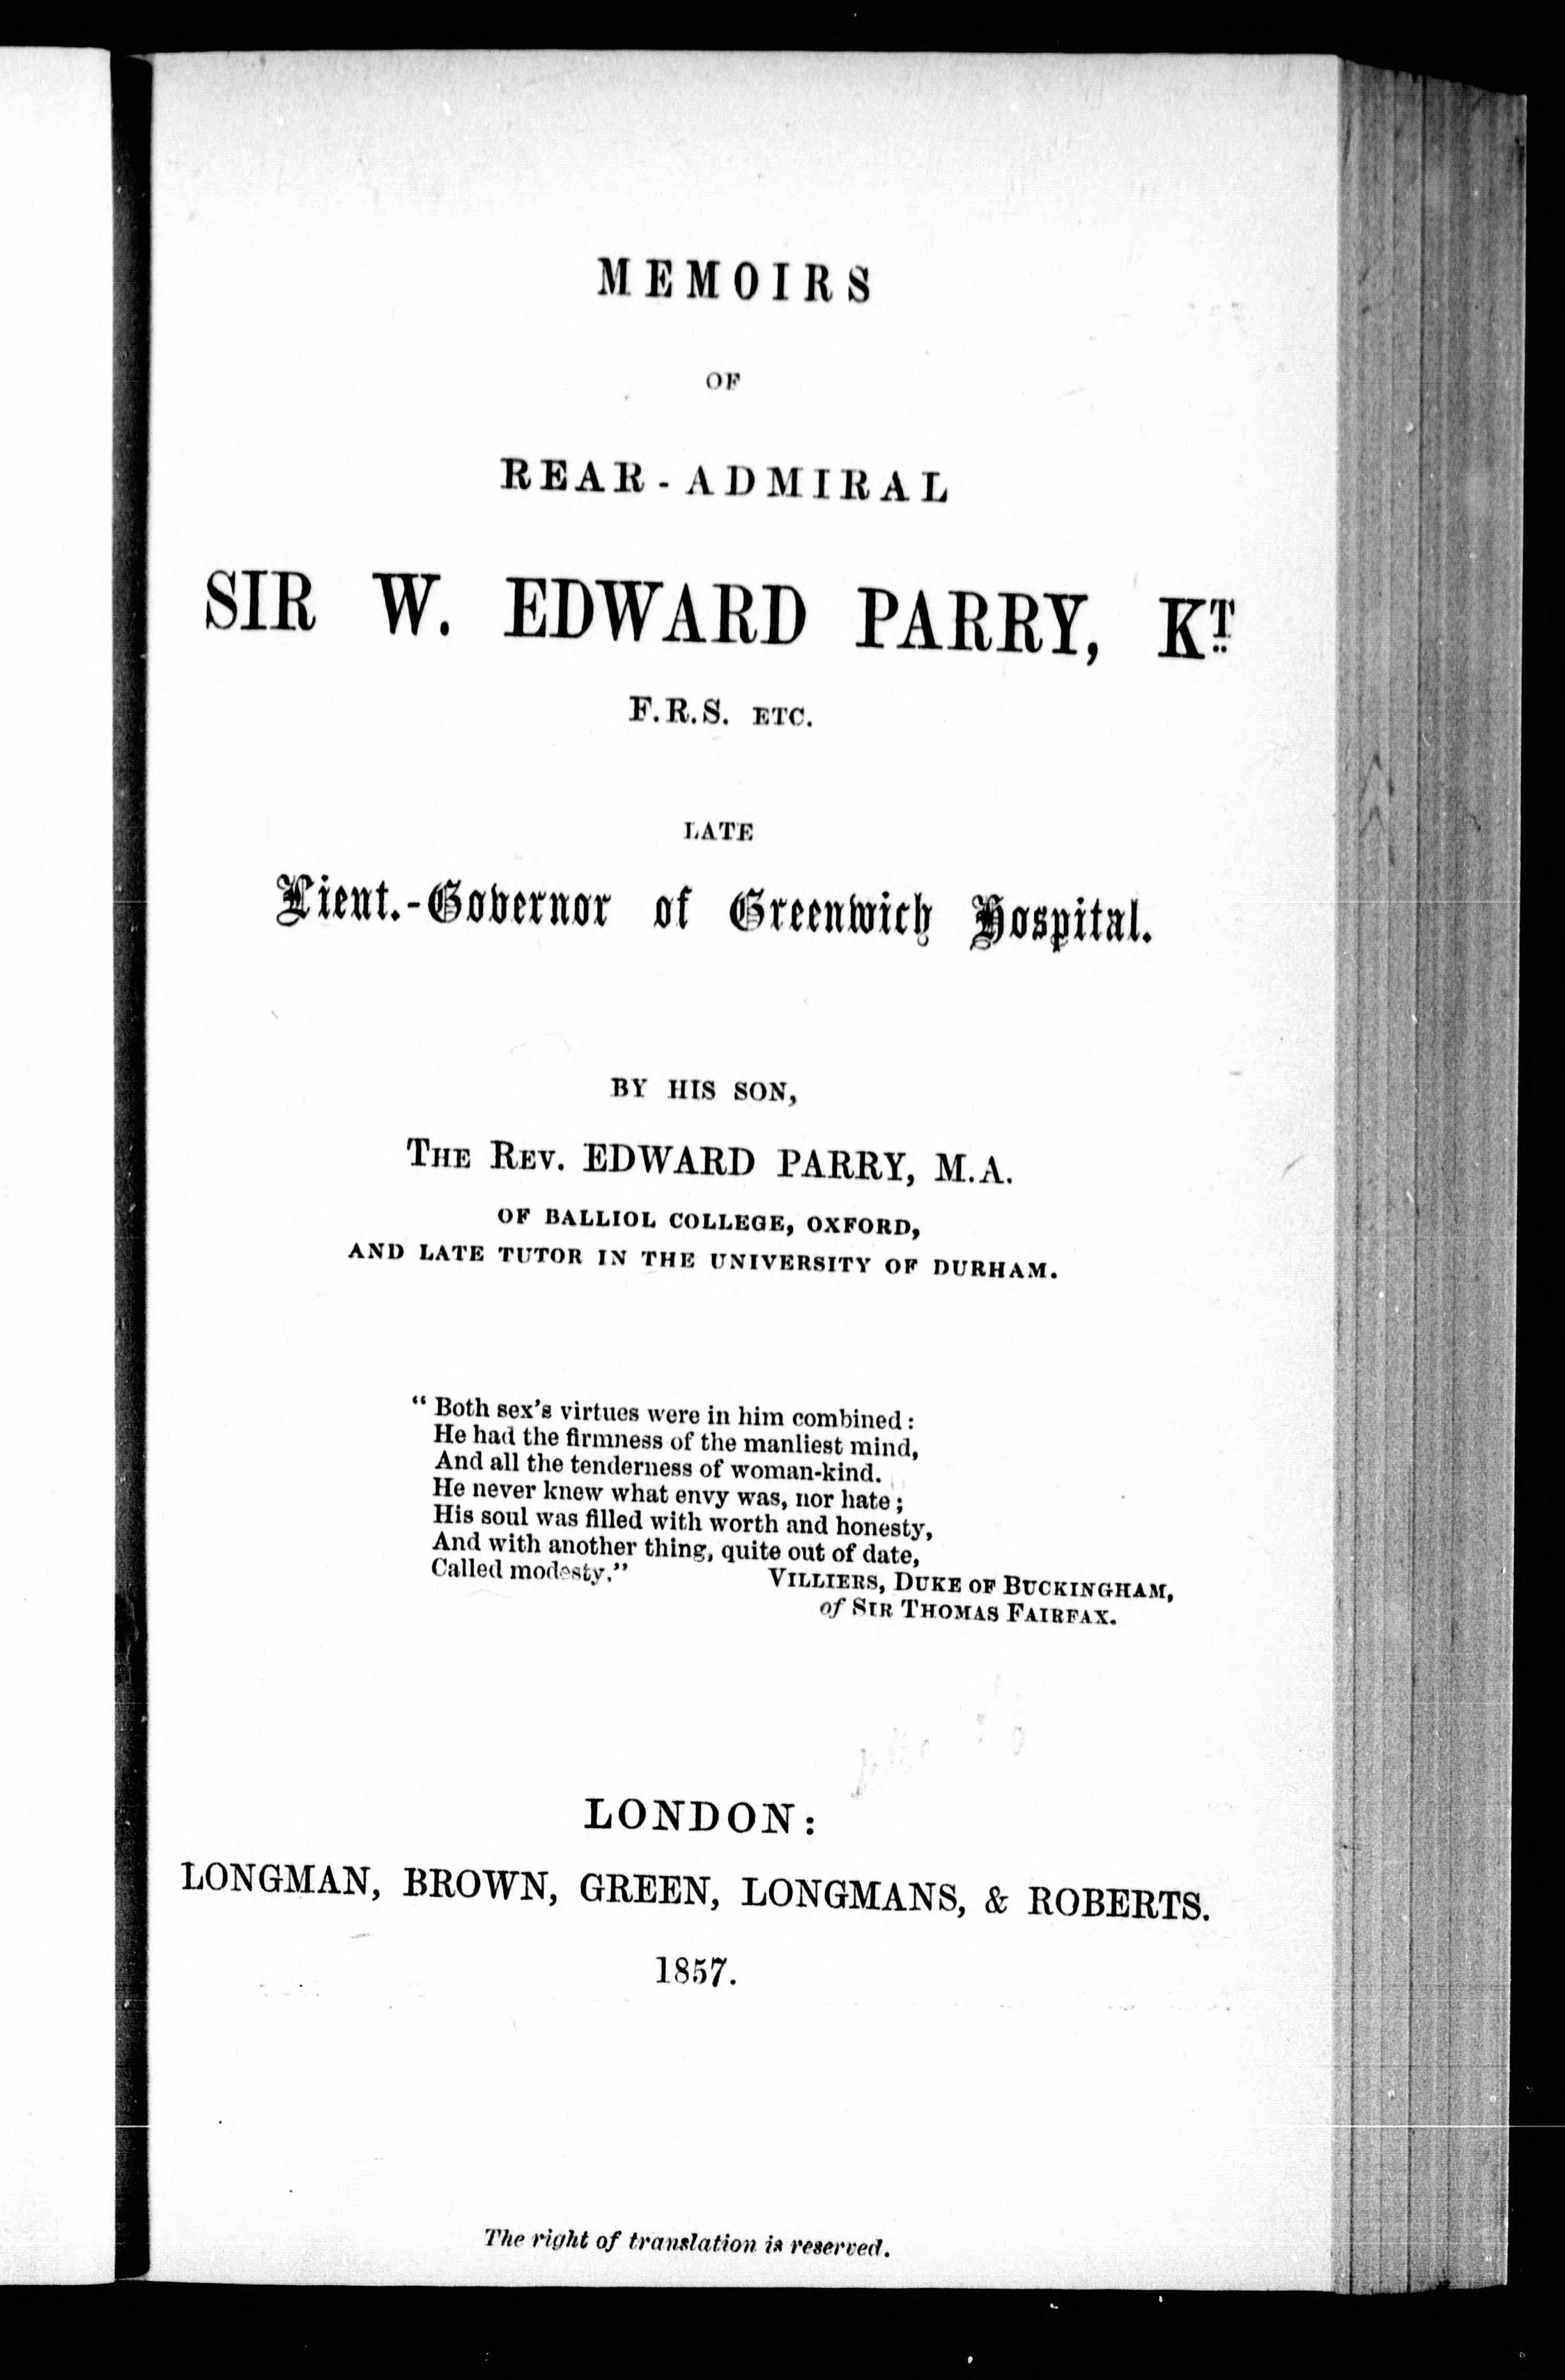 MEMOIRS
OF
REAR-ADMIRAL
SIR W. EDWARD PARRY, KT.
F.R.S. ETC.
LATE
Lieut.-Governor of Greenwich Hospital.
BY HIS SON,
THE REV. EDWARD PARRY, M.A.
OF BALLIOL COLLEGE, OXFORD,
AND LATE TUTOR IN THE UNIVERSITY OF DURHAM.
“Both sex’s virtues were in him combined:
He had the firmness of the manliest mind,
And all the tenderness of woman-kind.
He never knew what envy was, nor hate;
His soul was filled with worth and honesty,
And with another thing, quite out of date,
Called modesty.” VILLIERS, DUKE OF BUCKINGHAM,
of SIR THOMAS FAIRFAX.
LONDON:
LONGMAN, BROWN, GREEN, LONGMANS, & ROBERTS.
1857.
The right of translation is reserved.